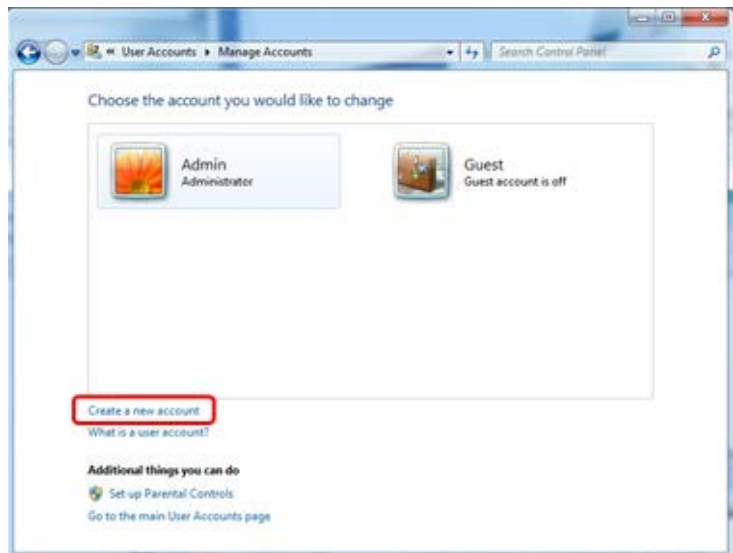 « User Accounts ▸ Manage Accounts
Search Control Panel
Choose the account you would like to change
Admin
Administrator
Guest
Guest account is off
Create a new account
What is a user account?
Additional things you can do
Set up Parental Controls
Go to the main User Accounts page